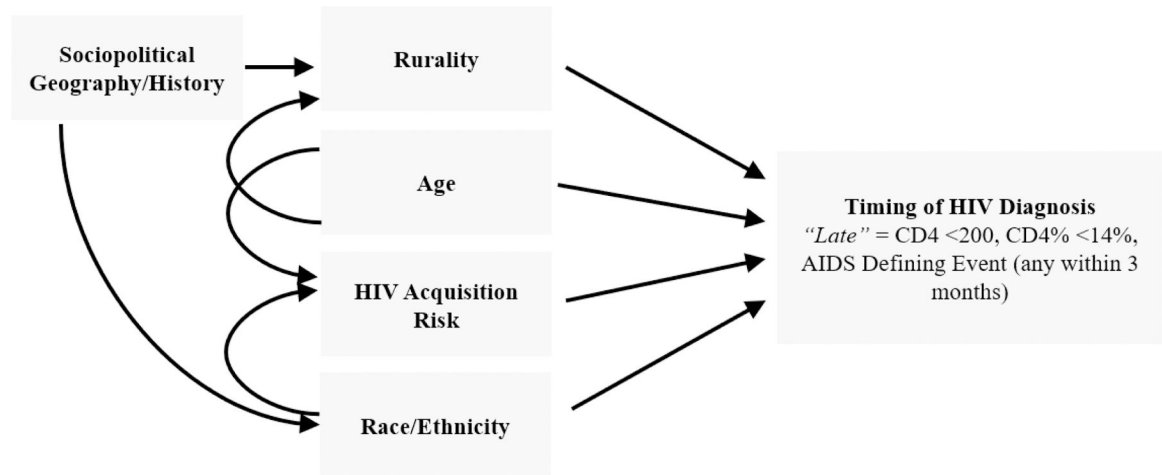 Sociopolitical
Geography/History
Rurality
Age
HIV Acquisition
Risk
Race/Ethnicity
Timing of HIV Diagnosis
“Late” = CD4 <200, CD4% <14%,
AIDS Defining Event (any within 3
months)